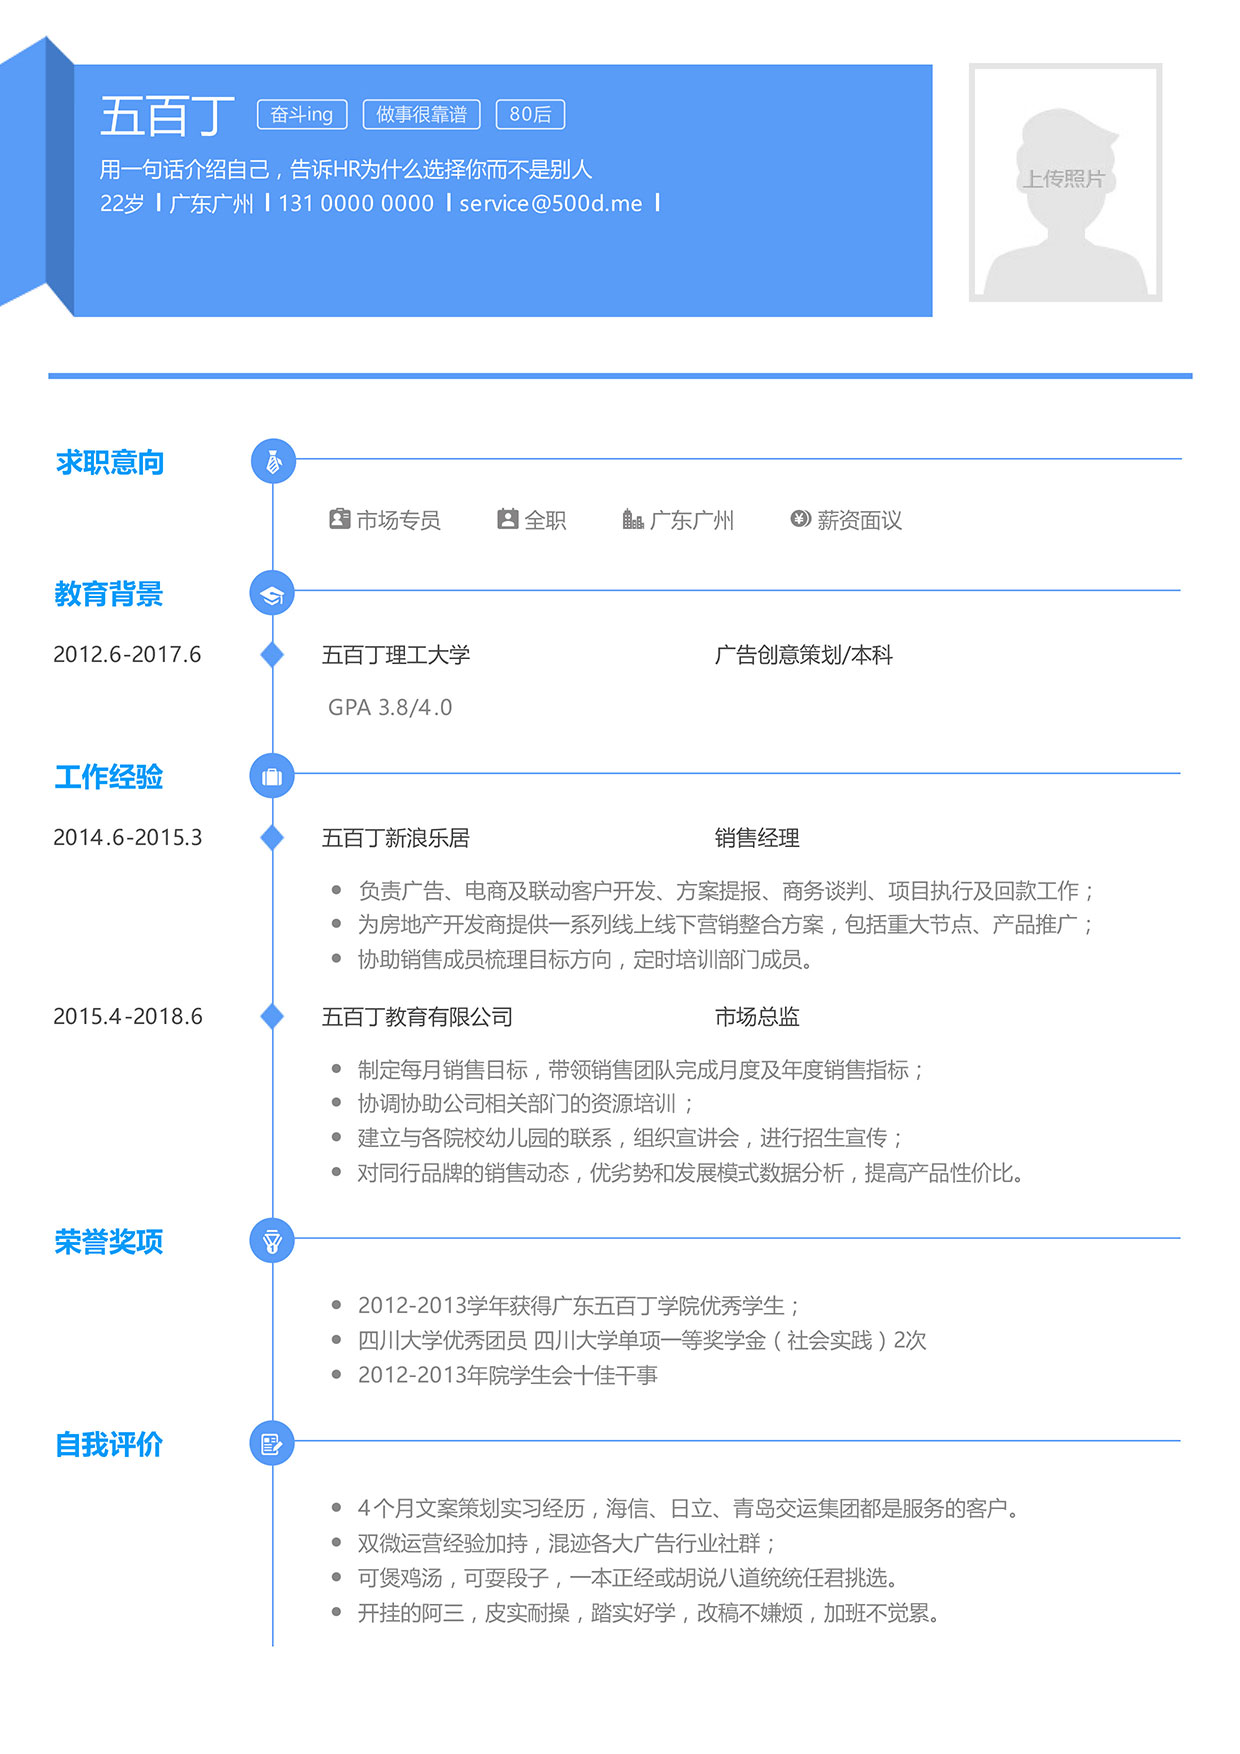 五百丁 奋斗ing 做事很靠谱 80后
用一句话介绍自己，告诉HR为什么选择你而不是别人
22岁 | 广东广州 | 131 0000 0000 | service@500d.me |
上传照片
求职意向
市场专员 全职 广东广州 薪资面议
教育背景
2012.6-2017.6 五百丁理工大学 广告创意策划/本科
GPA 3.8/4.0
工作经验
2014.6-2015.3 五百丁新浪乐居 销售经理
● 负责广告、电商及联动客户开发、方案提报、商务谈判、项目执行及回款工作；
● 为房地产开发商提供一系列线上线下营销整合方案，包括重大节点、产品推广；
● 协助销售成员梳理目标方向，定时培训部门成员。
2015.4-2018.6 五百丁教育有限公司 市场总监
● 制定每月销售目标，带领销售团队完成月度及年度销售指标；
● 协调协助公司相关部门的资源培训；
● 建立与各院校幼儿园的联系，组织宣讲会，进行招生宣传；
● 对同行品牌的销售动态，优劣势和发展模式数据分析，提高产品性价比。
荣誉奖项
● 2012-2013学年获得广东五百丁学院优秀学生；
● 四川大学优秀团员 四川大学单项一等奖学金（社会实践）2次
● 2012-2013年院学生会十佳干事
自我评价
● 4个月文案策划实习经历，海信、日立、青岛交运集团都是服务的客户。
● 双微运营经验加持，混迹各大广告行业社群；
● 可煲鸡汤，可耍段子，一本正经或胡说八道统统任君挑选。
● 开挂的阿三，皮实耐操，踏实好学，改稿不嫌烦，加班不觉累。